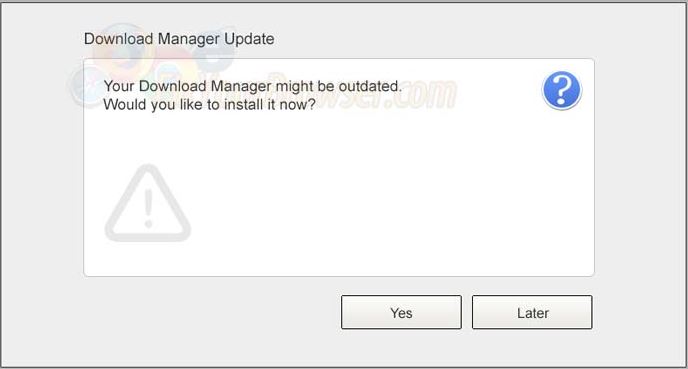 Download Manager Update
Your Download Manager might be outdated.
Would you like to install it now?
Yes
Later